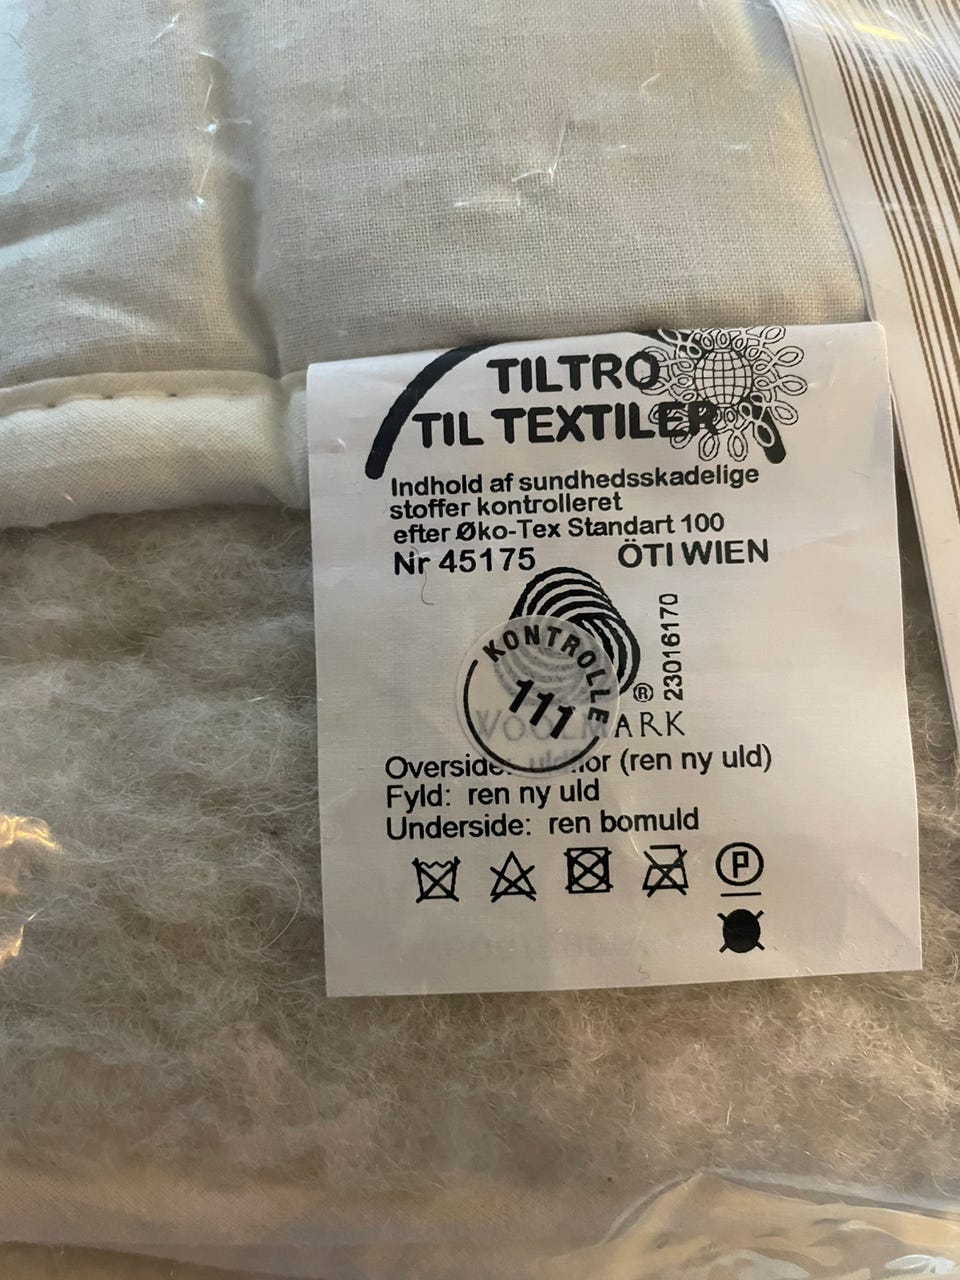 TILTRO
TIL TEXTILER
Indhold af sundhedsskadelige
stoffer kontrolleret
efter Øko-Tex Standart 100
Nr 45175 ÖTI WIEN
KONTROLLE
111
® 23016170
WOOLMARK
Overside: (ren ny uld)
Fyld: ren ny uld
Underside: ren bomuld
P